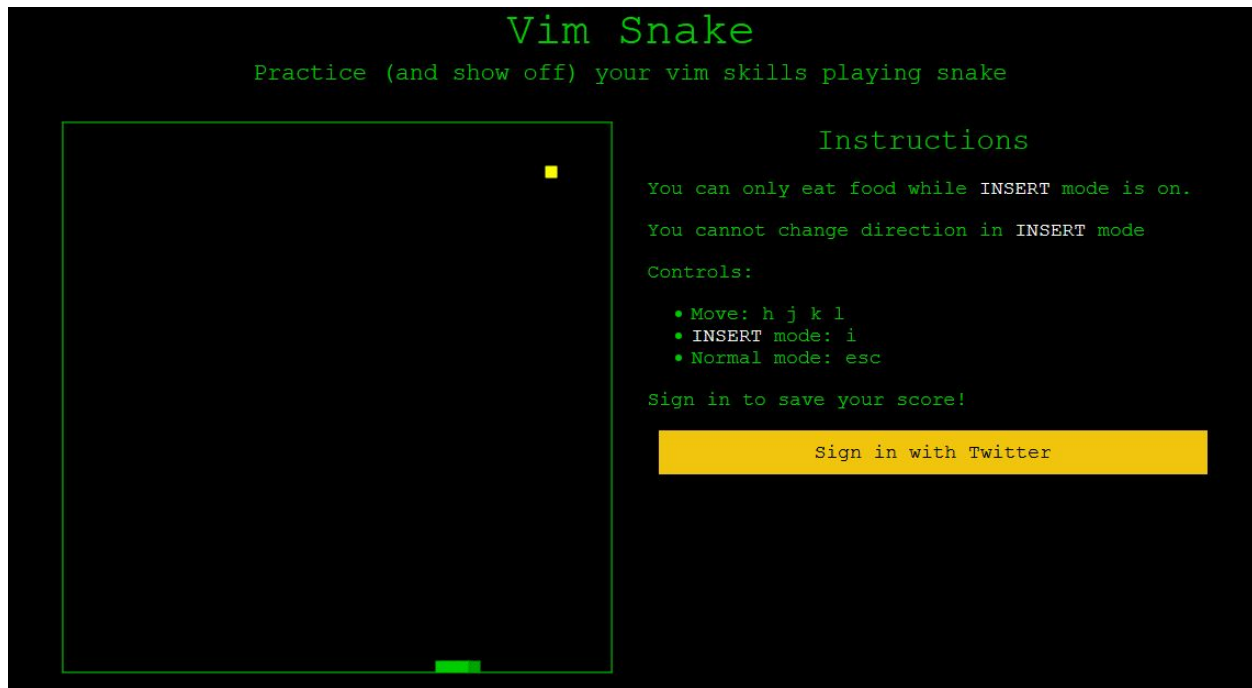 Vim Snake
Practice (and show off) your vim skills playing snake
Instructions
You can only eat food while INSERT mode is on.
You cannot change direction in INSERT mode
Controls:
• Move: h j k l
• INSERT mode: i
• Normal mode: esc
Sign in to save your score!
Sign in with Twitter